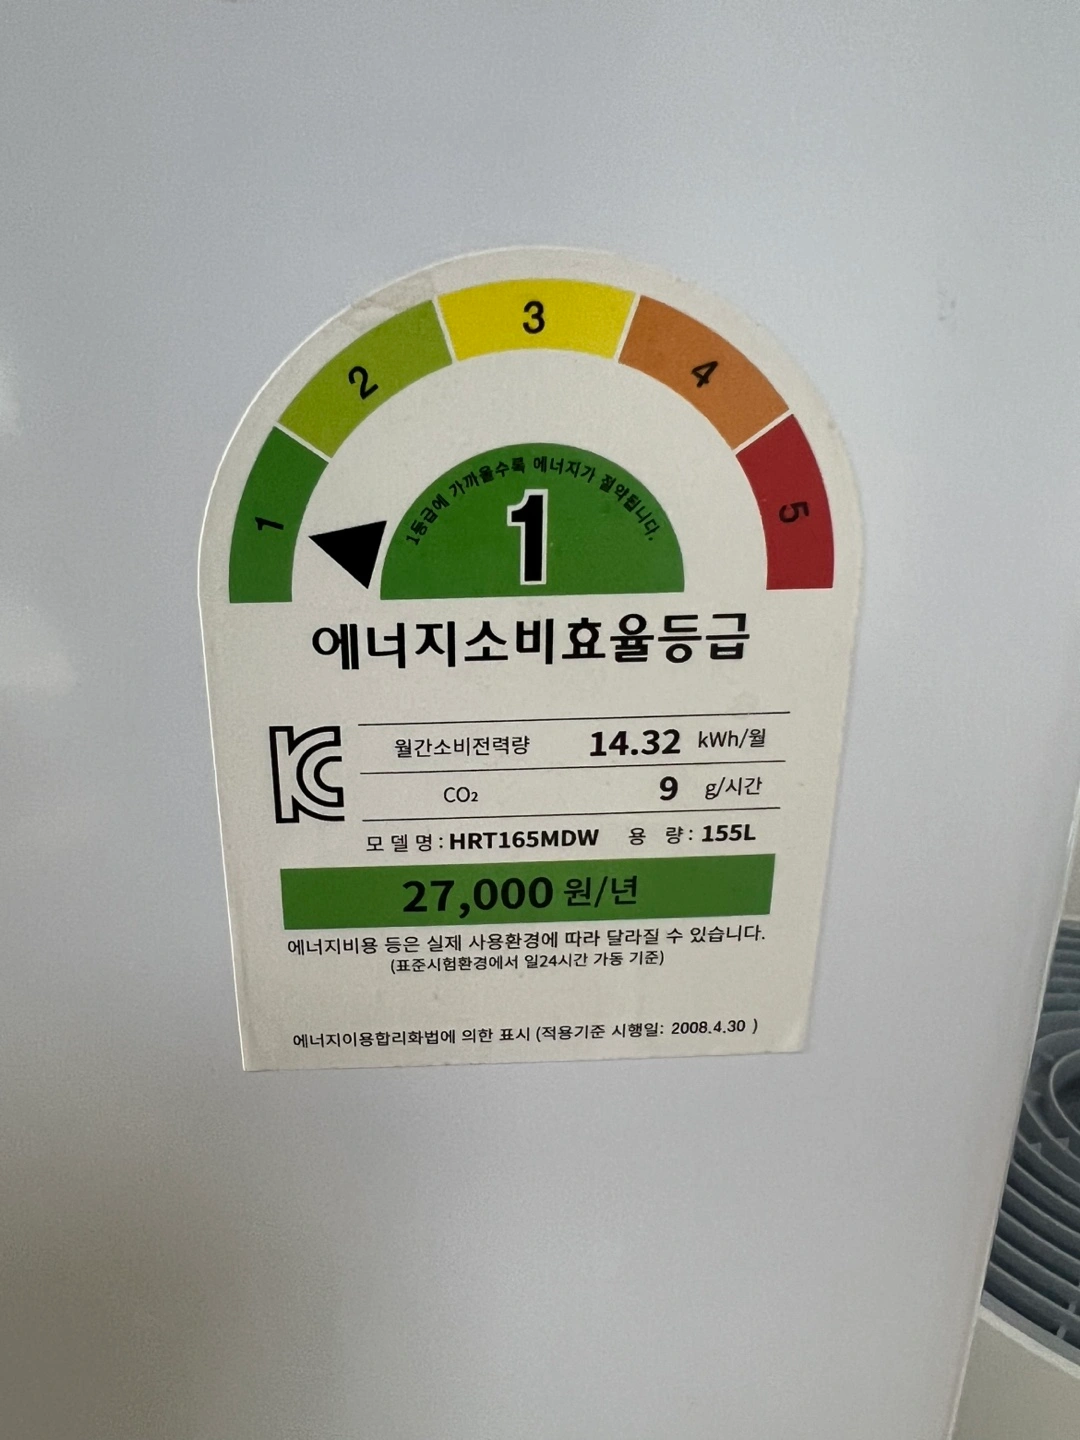 3
2
4
1
5
1등급에 가까울수록 에너지가 절약됩니다.
1
에너지소비효율등급
KC
월간소비전력량 14.32 kWh/월
CO₂ 9 g/시간
모델명: HRT165MDW 용 량: 155L
27,000 원/년
에너지비용 등은 실제 사용환경에 따라 달라질 수 있습니다.
(표준시험환경에서 일24시간 가동 기준)
에너지이용합리화법에 의한 표시 (적용기준 시행일: 2008.4.30 )